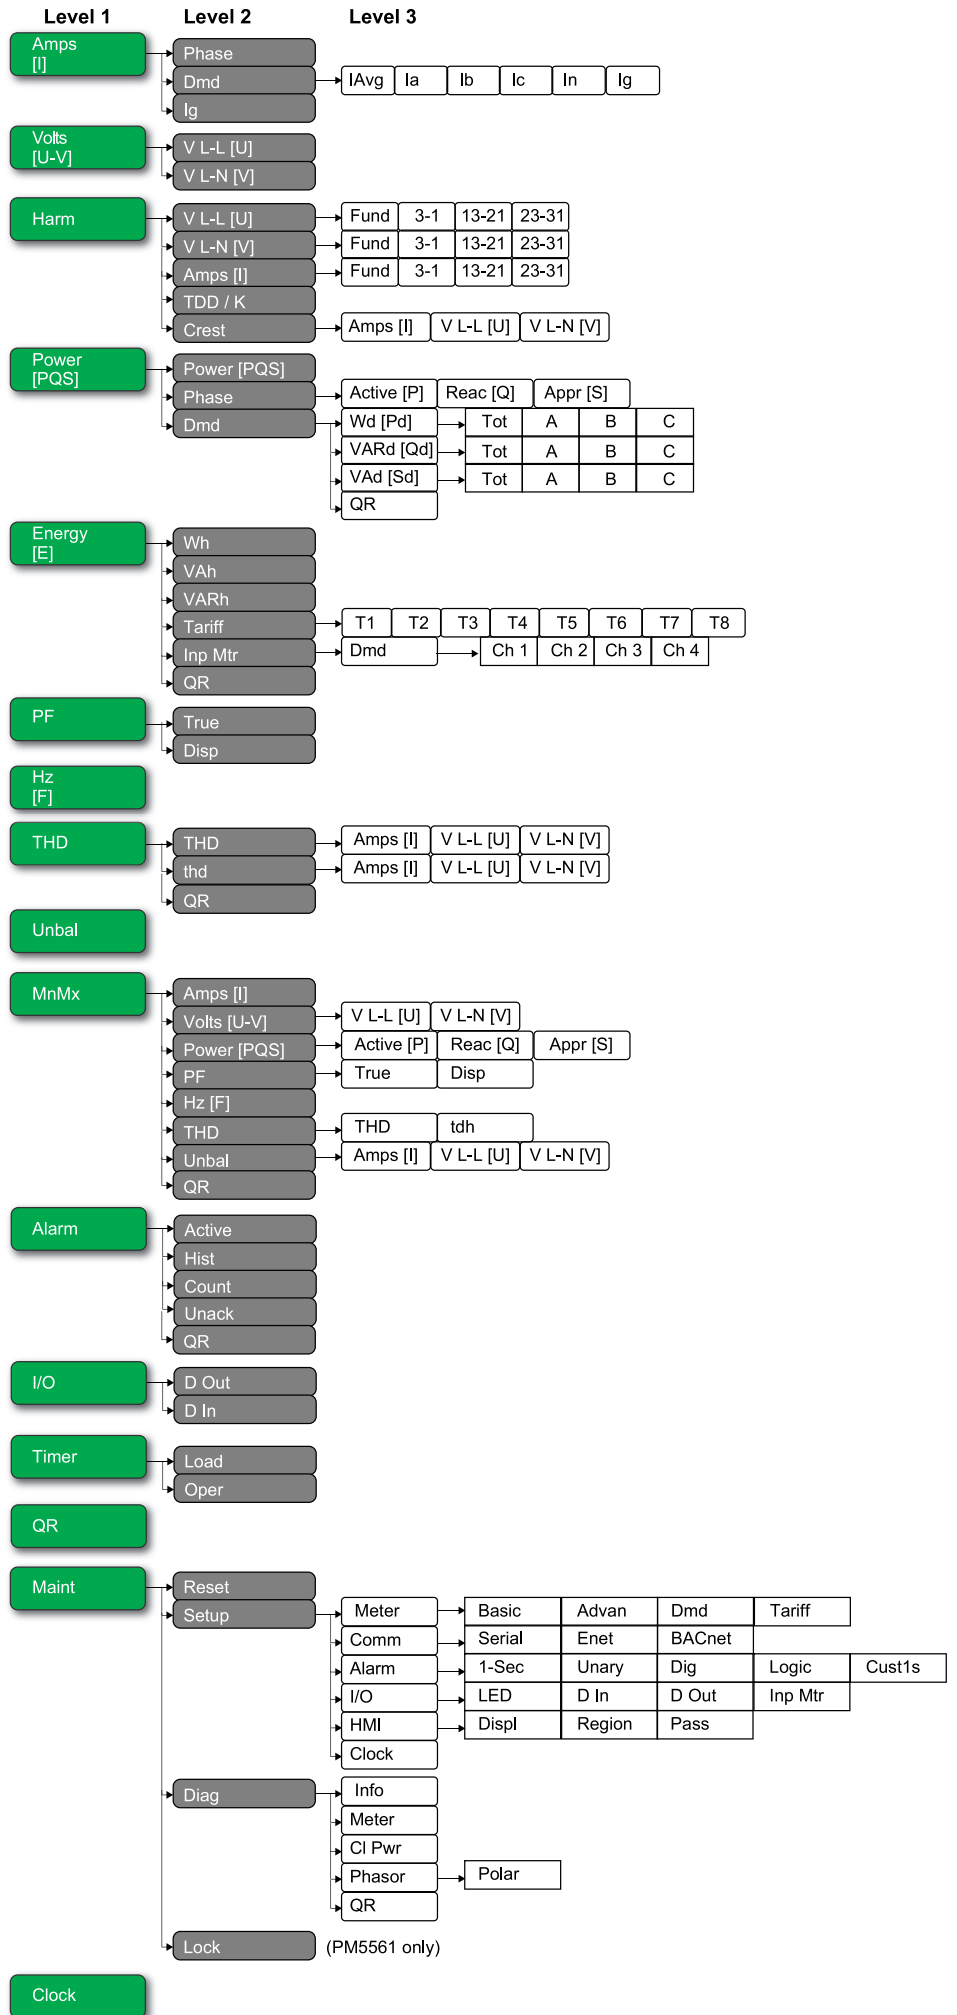 Level 1 Level 2 Level 3
Amps
[I]
Phase
Dmd IAvg Ia Ib Ic In Ig
Ig
Volts
[U-V]
V L-L [U]
V L-N [V]
Harm
V L-L [U] Fund 3-1 13-21 23-31
V L-N [V] Fund 3-1 13-21 23-31
Amps [I] Fund 3-1 13-21 23-31
TDD / K
Crest Amps [I] V L-L [U] V L-N [V]
Power
[PQS]
Power [PQS]
Phase Active [P] Reac [Q] Appr [S]
Dmd Wd [Pd] Tot A B C
VARd [Qd] Tot A B C
VAd [Sd] Tot A B C
QR
Energy
[E]
Wh
VAh
VARh
Tariff T1 T2 T3 T4 T5 T6 T7 T8
Inp Mtr Dmd Ch 1 Ch 2 Ch 3 Ch 4
QR
PF
True
Disp
Hz
[F]
THD
THD Amps [I] V L-L [U] V L-N [V]
thd Amps [I] V L-L [U] V L-N [V]
QR
Unbal
MnMx
Amps [I]
Volts [U-V] V L-L [U] V L-N [V]
Power [PQS] Active [P] Reac [Q] Appr [S]
PF True Disp
Hz [F]
THD THD tdh
Unbal Amps [I] V L-L [U] V L-N [V]
QR
Alarm
Active
Hist
Count
Unack
QR
I/O
D Out
D In
Timer
Load
Oper
QR
Maint
Reset
Setup Meter Basic Advan Dmd Tariff
Comm Serial Enet BACnet
Alarm 1-Sec Unary Dig Logic Cust1s
I/O LED D In D Out Inp Mtr
HMI Displ Region Pass
Clock
Diag Info
Meter
Cl Pwr
Phasor Polar
QR
Lock (PM5561 only)
Clock